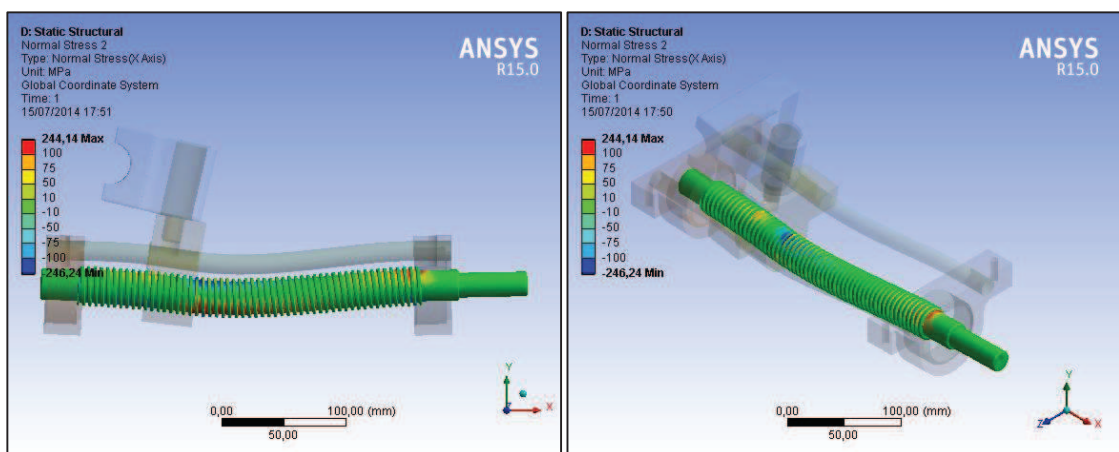 D: Static Structural
Normal Stress 2
Type: Normal Stress(X Axis)
Unit: MPa
Global Coordinate System
Time: 1
15/07/2014 17:51
ANSYS
R15.0
244,14 Max
100
75
50
10
-10
-50
-75
-100
-246,24 Min
0,00
100,00 (mm)
50,00
Y
Z
X
D: Static Structural
Normal Stress 2
Type: Normal Stress(X Axis)
Unit: MPa
Global Coordinate System
Time: 1
15/07/2014 17:50
ANSYS
R15.0
244,14 Max
100
75
50
10
-10
-50
-75
-100
-246,24 Min
0,00
100,00 (mm)
50,00
Y
Z
X